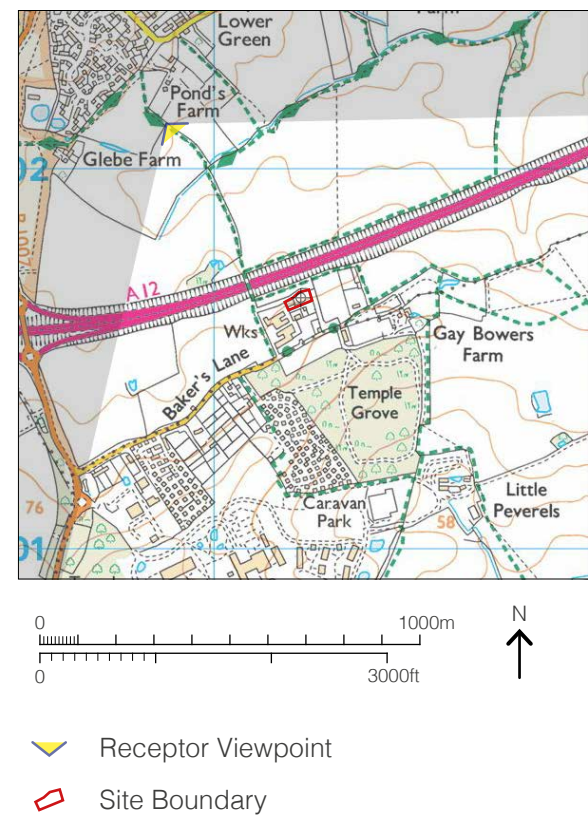 Farm
Lower
Green
Pond's
Farm
Glebe Farm
02
A 12
Wks
Baker's Lane
Gay Bowers
Farm
Temple
Grove
Caravan
Park
Little
Peverels
76
58
01
0
1000m
0
3000ft
N
Receptor Viewpoint
Site Boundary